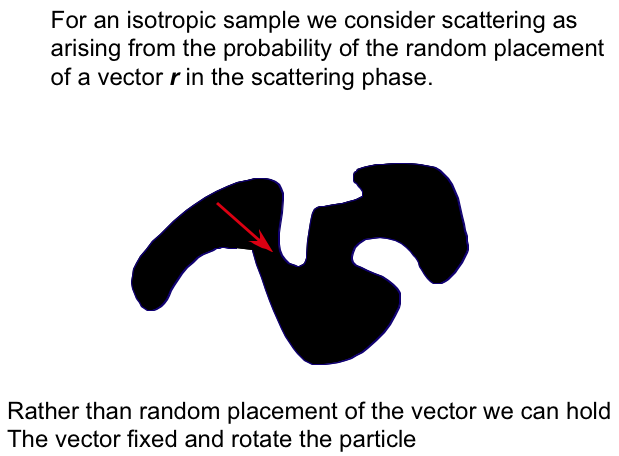 For an isotropic sample we consider scattering as
arising from the probability of the random placement
of a vector r in the scattering phase.
Rather than random placement of the vector we can hold
The vector fixed and rotate the particle